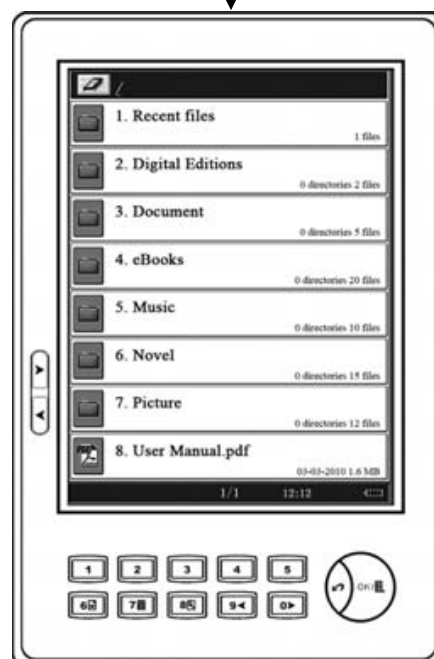 /
1. Recent files
1 files
2. Digital Editions
0 directories 2 files
3. Document
0 directories 5 files
4. eBooks
0 directories 20 files
5. Music
0 directories 10 files
6. Novel
0 directories 15 files
7. Picture
0 directories 12 files
8. User Manual.pdf
03-03-2010 1.6 MB
1/1 12:12
1 2 3 4 5
6 7 8 9 0
OK/